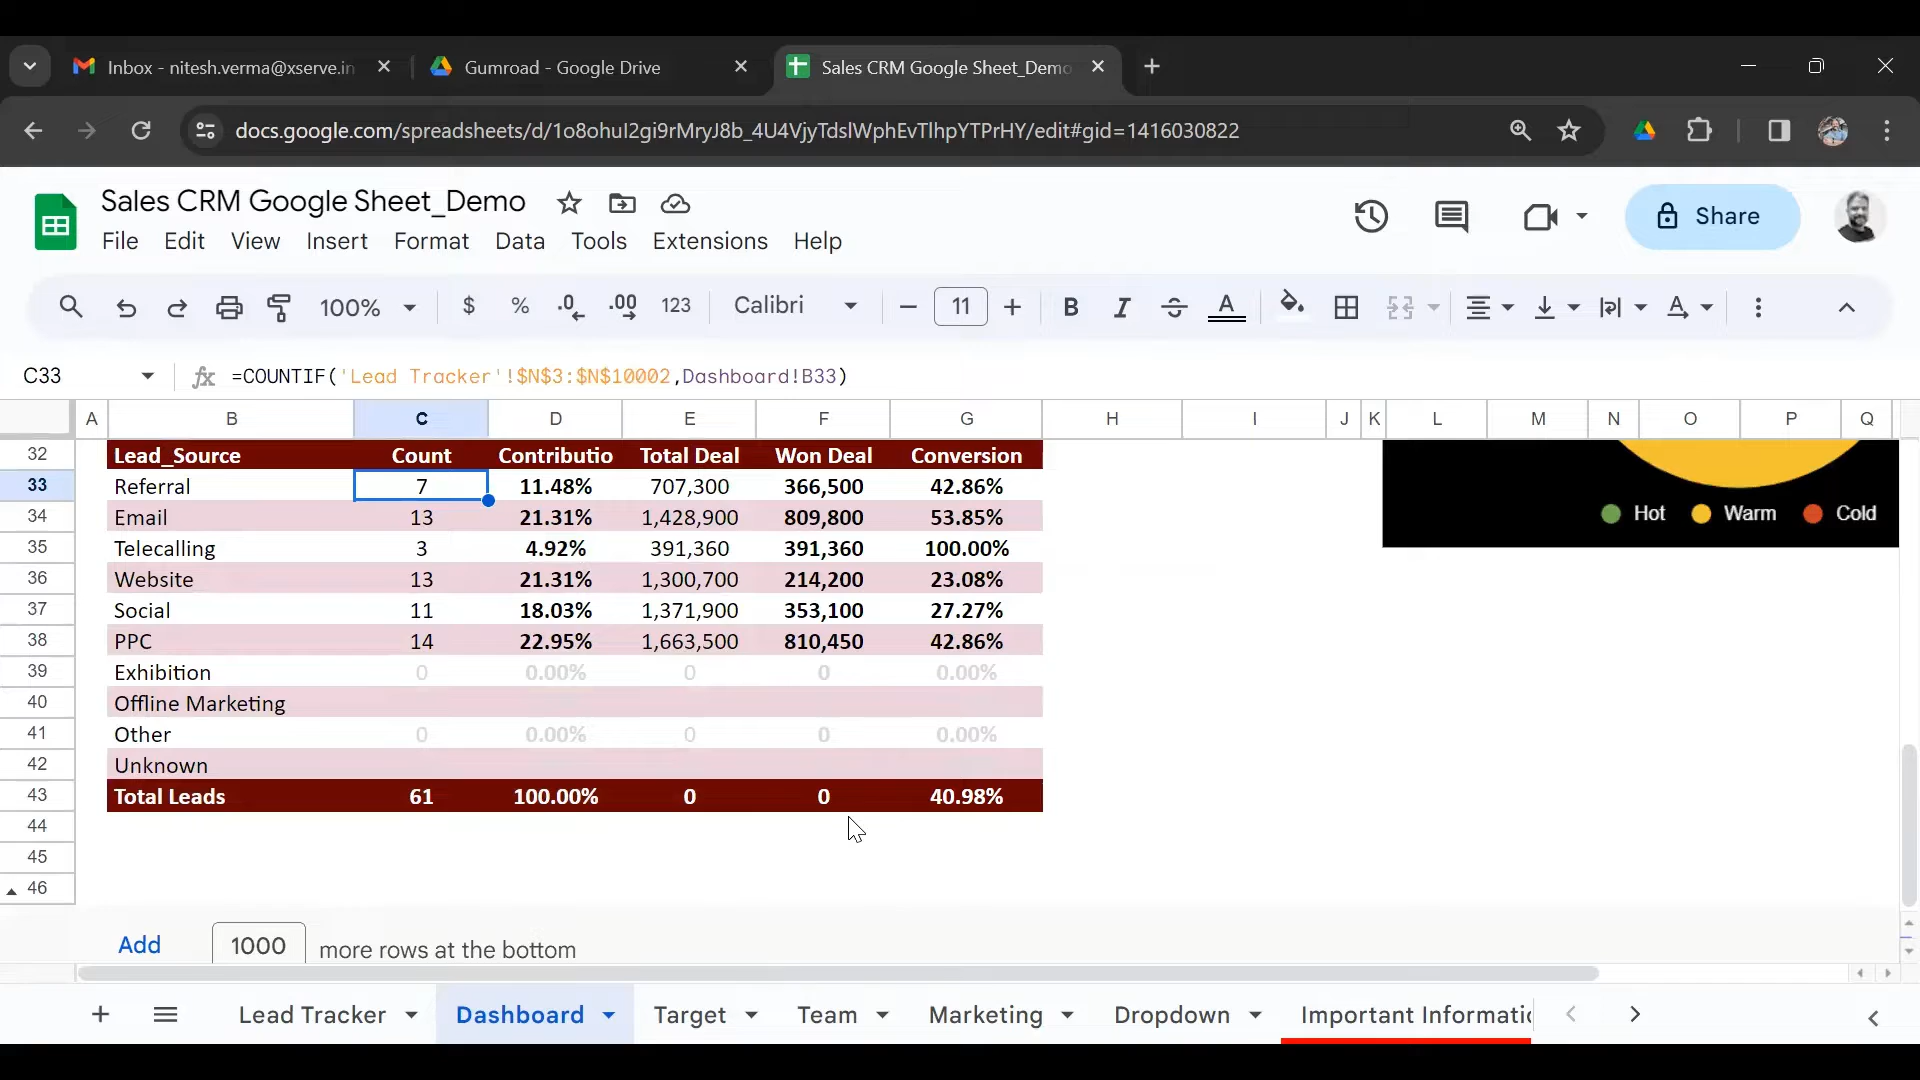 Inbox - nitesh.verma@xserve.in
Gumroad - Google Drive
Sales CRM Google Sheet_Demo
docs.google.com/spreadsheets/d/1o8ohuI2gi9rMryJ8b_4U4VjyTdslWphEvTlhpYTPrHY/edit#gid=1416030822
Sales CRM Google Sheet_Demo
File Edit View Insert Format Data Tools Extensions Help
Share
100% $ % .0 .00 123 Calibri 11 B I A
C33 fx =COUNTIF('Lead Tracker'!$N$3:$N$10002,Dashboard!B33)
A B C D E F G H I J K L M N O P Q
32 Lead_Source Count Contributio Total Deal Won Deal Conversion
33 Referral 7 11.48% 707,300 366,500 42.86%
34 Email 13 21.31% 1,428,900 809,800 53.85%
35 Telecalling 3 4.92% 391,360 391,360 100.00%
36 Website 13 21.31% 1,300,700 214,200 23.08%
37 Social 11 18.03% 1,371,900 353,100 27.27%
38 PPC 14 22.95% 1,663,500 810,450 42.86%
39 Exhibition 0 0.00% 0 0 0.00%
40 Offline Marketing
41 Other 0 0.00% 0 0 0.00%
42 Unknown
43 Total Leads 61 100.00% 0 0 40.98%
44
45
46
Hot Warm Cold
Add 1000 more rows at the bottom
Lead Tracker Dashboard Target Team Marketing Dropdown Important Informatic